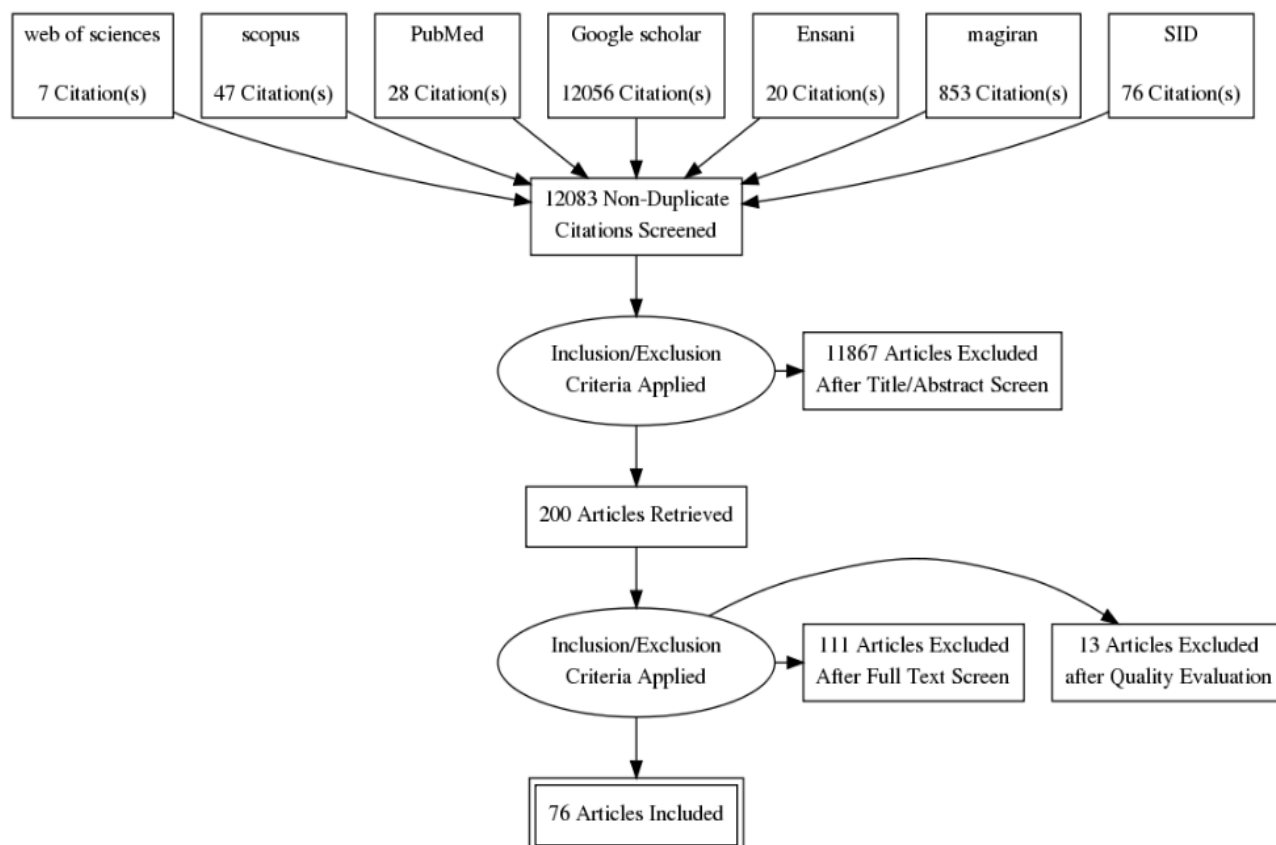 web of sciences
7 Citation(s)
scopus
47 Citation(s)
PubMed
28 Citation(s)
Google scholar
12056 Citation(s)
Ensani
20 Citation(s)
magiran
853 Citation(s)
SID
76 Citation(s)
12083 Non-Duplicate
Citations Screened
Inclusion/Exclusion
Criteria Applied
11867 Articles Excluded
After Title/Abstract Screen
200 Articles Retrieved
Inclusion/Exclusion
Criteria Applied
111 Articles Excluded
After Full Text Screen
13 Articles Excluded
after Quality Evaluation
76 Articles Included